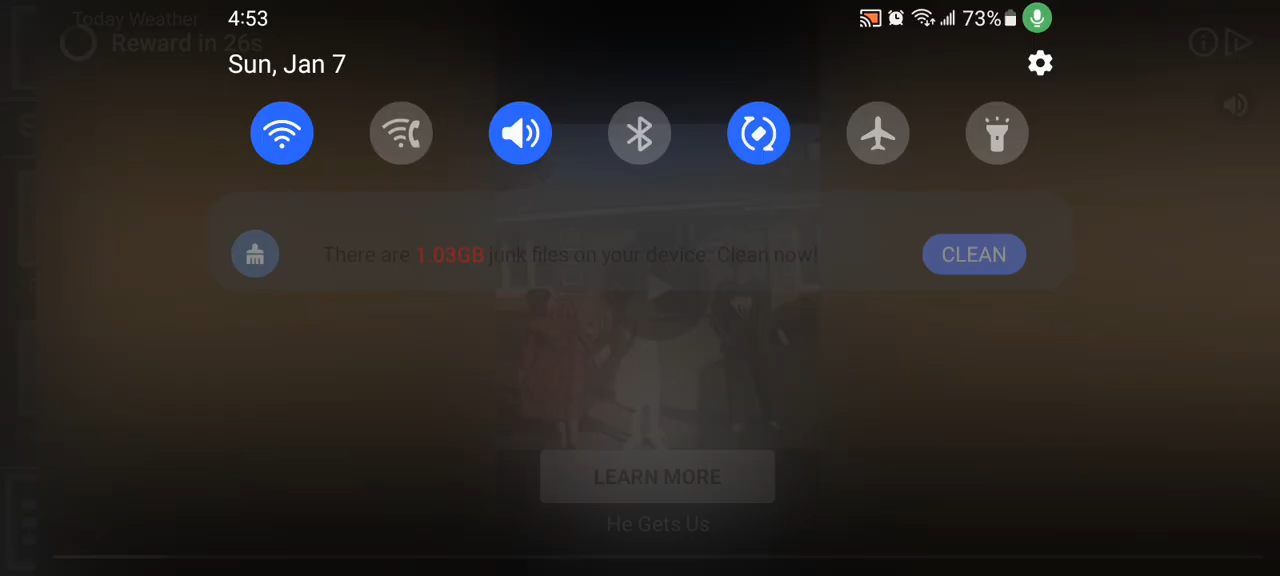 Today Weather
4:53
73%
Reward in 26s
Sun, Jan 7
There are 1.03GB junk files on your device. Clean now!
CLEAN
LEARN MORE
He Gets Us